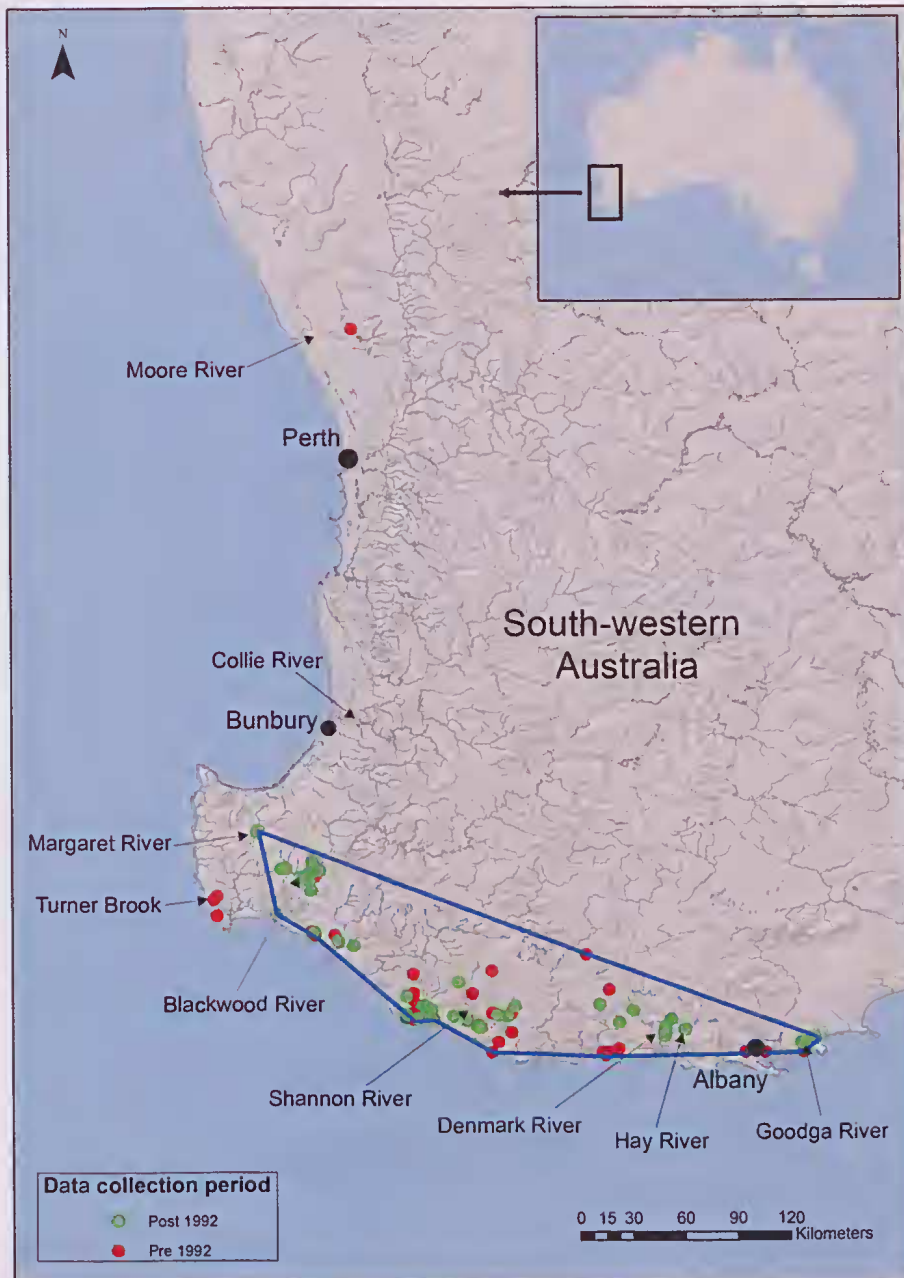 N
Moore River
Perth
South-western
Australia
Collie River
Bunbury
Margaret River
Turner Brook
Blackwood River
Shannon River
Denmark River
Albany
Hay River
Goodga River
Data collection period
Post 1992
Pre 1992
0 15 30 60 90 120
Kilometers